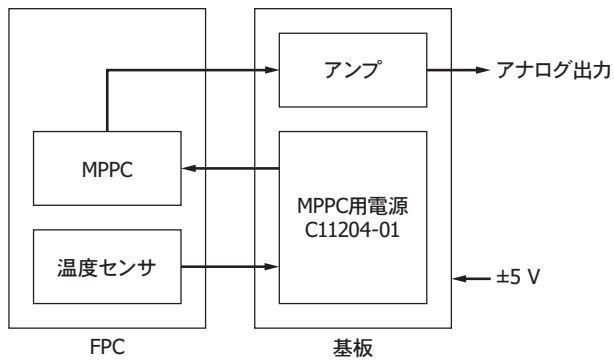 アンプ
アナログ出力
MPPC
MPPC用電源
C11204-01
温度センサ
±5 V
FPC
基板